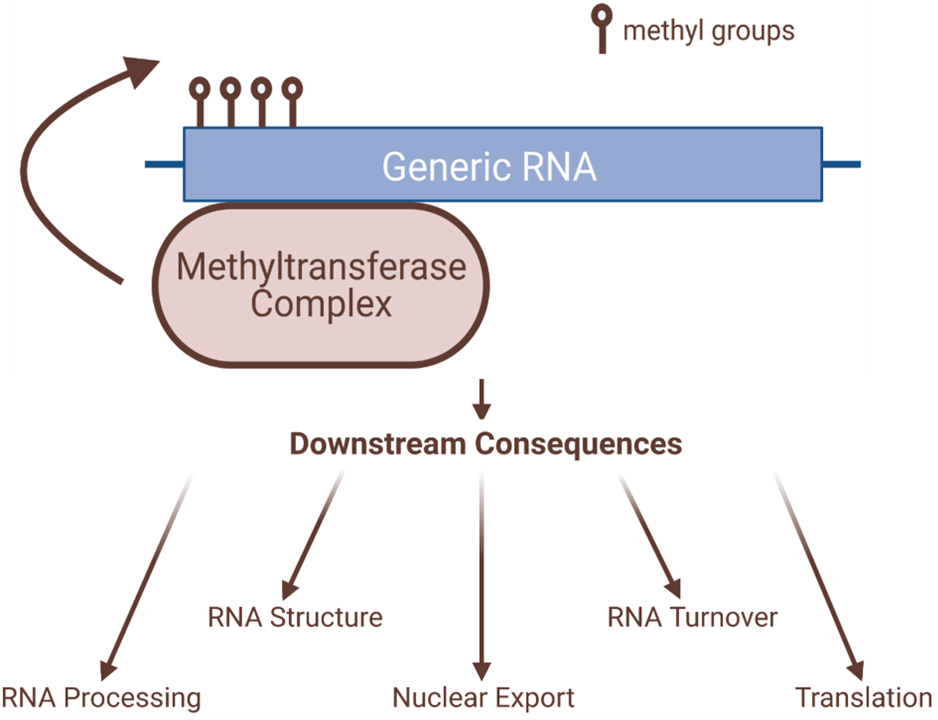 methyl groups
Generic RNA
Methyltransferase
Complex
Downstream Consequences
RNA Structure
RNA Turnover
RNA Processing
Nuclear Export
Translation